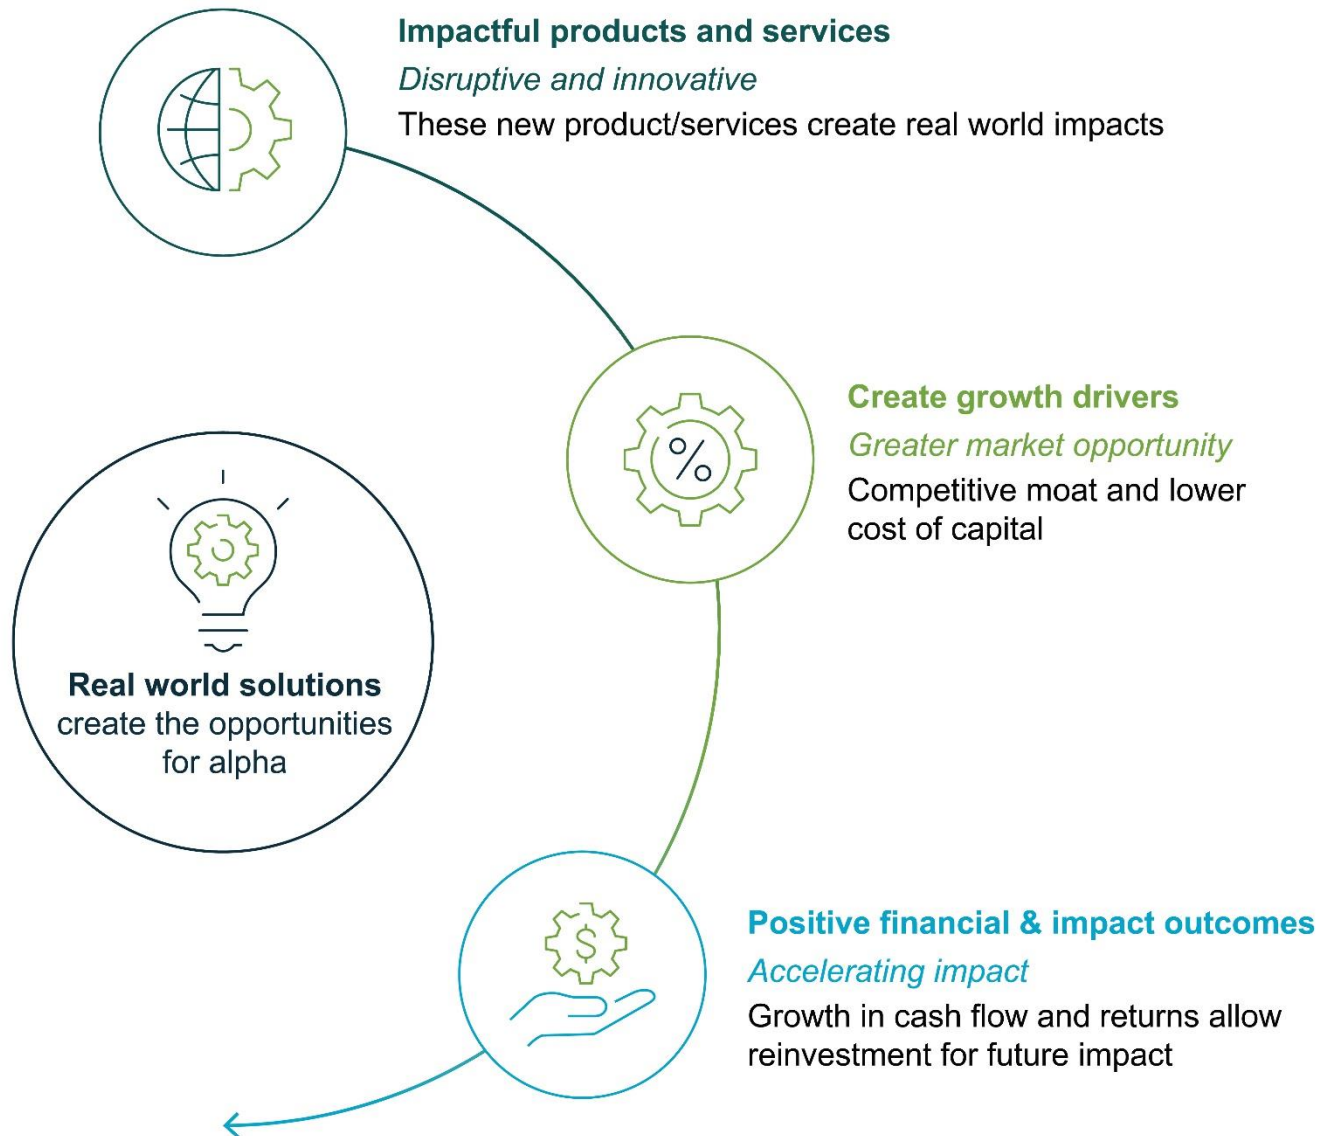 Impactful products and services
Disruptive and innovative
These new product/services create real world impacts
Create growth drivers
Greater market opportunity
Competitive moat and lower
cost of capital
%
Real world solutions
create the opportunities
for alpha
$
Positive financial & impact outcomes
Accelerating impact
Growth in cash flow and returns allow
reinvestment for future impact